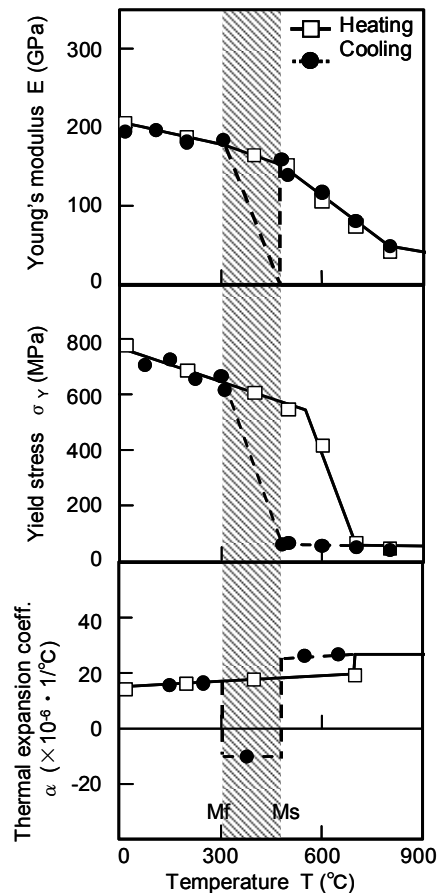 Heating
Cooling
300
200
100
0
Young's modulus E (GPa)
800
600
400
200
0
Yield stress σ Y (MPa)
40
20
0
-20
Thermal expansion coeff.
α (×10-6・1/℃)
Mf
Ms
0
300
600
900
Temperature T (℃)